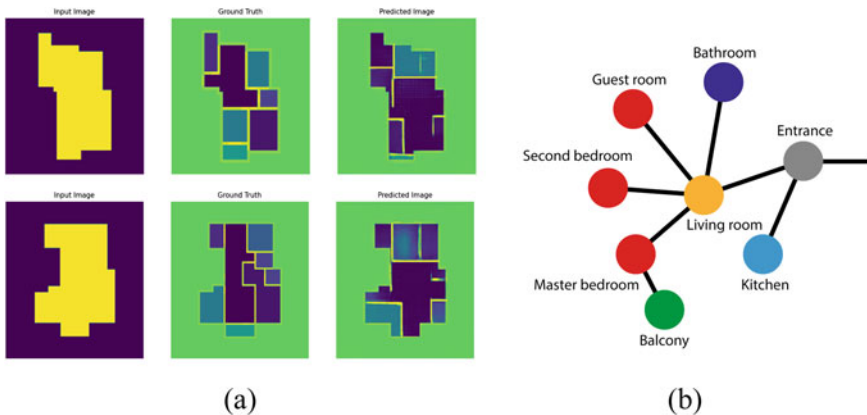 Input Image
Ground Truth
Predicted Image
Input Image
Ground Truth
Predicted Image
(a)
Bathroom
Guest room
Entrance
Second bedroom
Living room
Master bedroom
Kitchen
Balcony
(b)